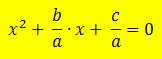 x² + b/a · x + c/a = 0